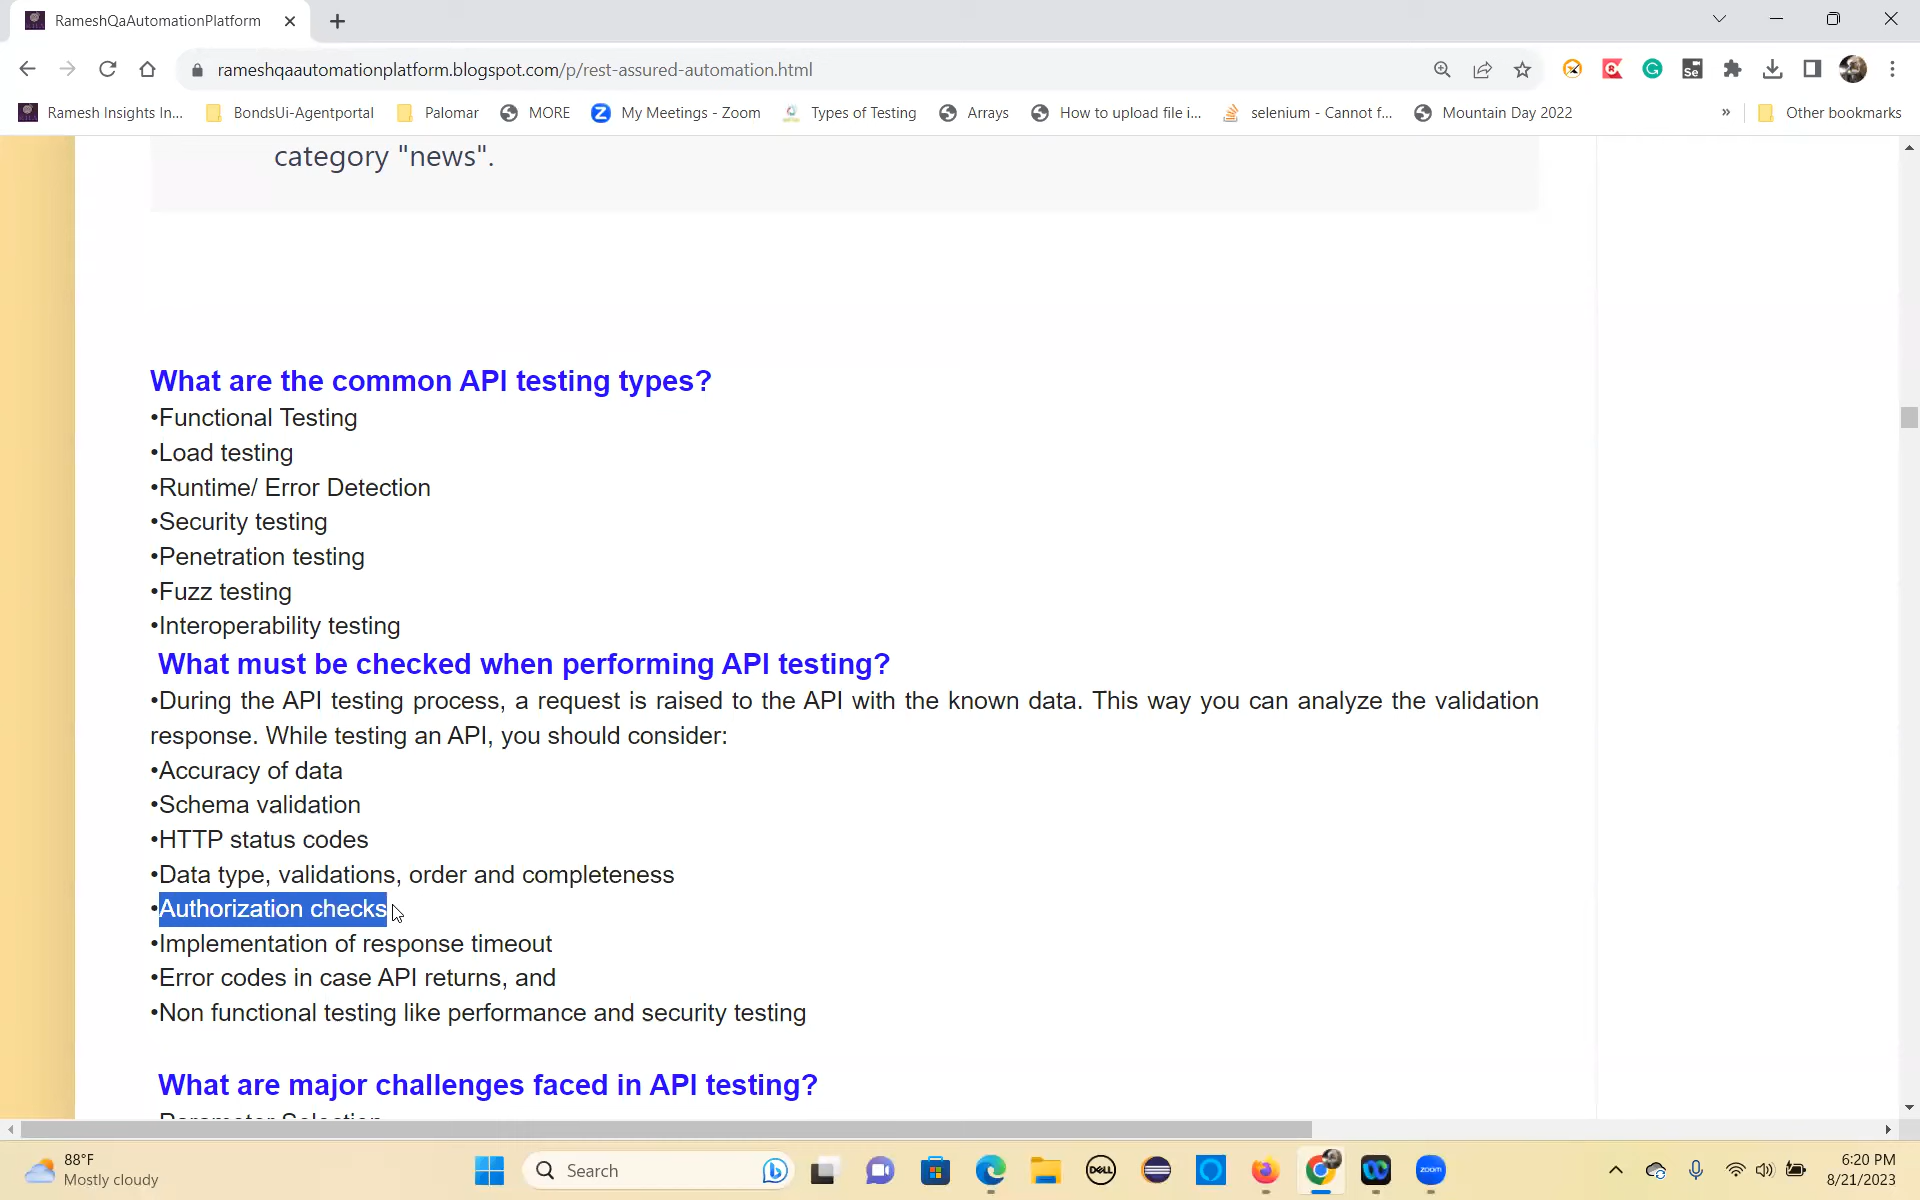 RameshQaAutomationPlatform
rameshqaautomationplatform.blogspot.com/p/rest-assured-automation.html
Ramesh Insights In...
BondsUi-Agentportal
Palomar
MORE
My Meetings - Zoom
Types of Testing
Arrays
How to upload file i...
selenium - Cannot f...
Mountain Day 2022
»
Other bookmarks
category "news".
What are the common API testing types?
•Functional Testing
•Load testing
•Runtime/ Error Detection
•Security testing
•Penetration testing
•Fuzz testing
•Interoperability testing
What must be checked when performing API testing?
•During the API testing process, a request is raised to the API with the known data. This way you can analyze the validation
response. While testing an API, you should consider:
•Accuracy of data
•Schema validation
•HTTP status codes
•Data type, validations, order and completeness
•Authorization checks
•Implementation of response timeout
•Error codes in case API returns, and
•Non functional testing like performance and security testing
What are major challenges faced in API testing?
88°F
Mostly cloudy
Search
DELL
zoom
6:20 PM
8/21/2023